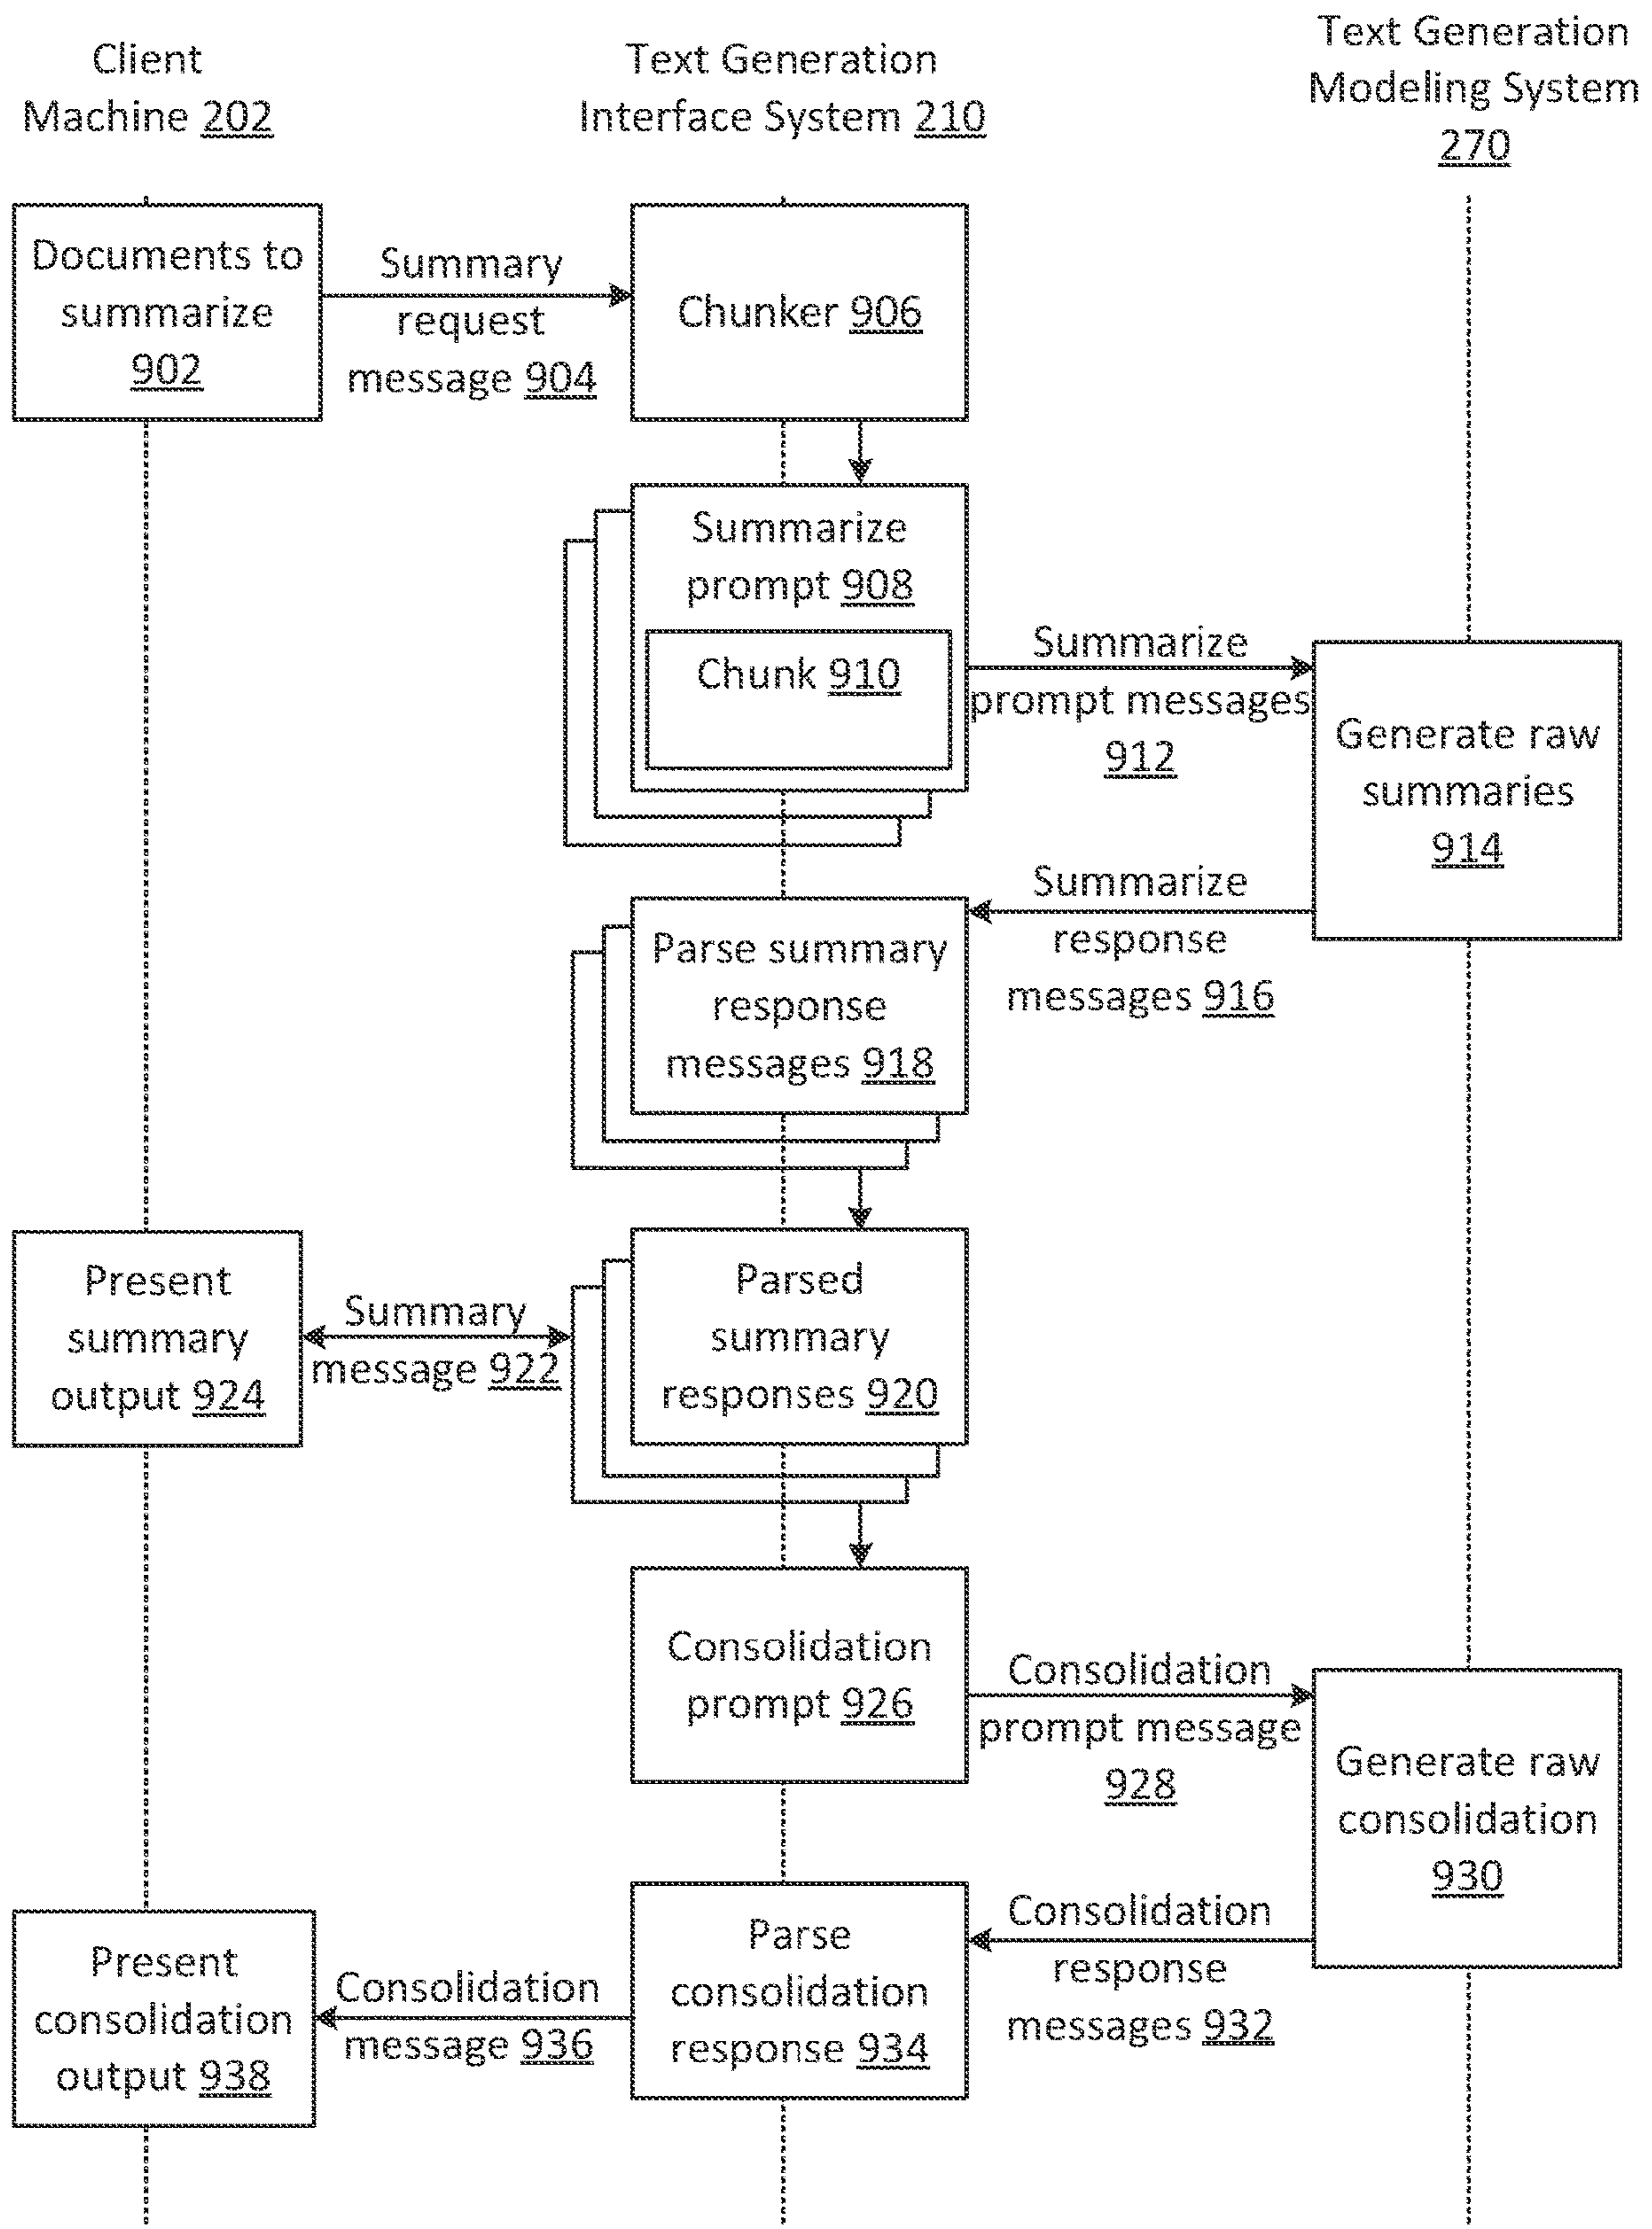 Client
Machine 202
Text Generation
Interface System 210
Text Generation
Modeling System
270
Documents to
summarize
902
Summary
request
message 904
Chunker 906
Summarize
prompt 908
Chunk 910
Summarize
prompt messages
912
Generate raw
summaries
914
Summarize
response
messages 916
Parse summary
response
messages 918
Present
summary
output 924
Summary
message 922
Parsed
summary
responses 920
Consolidation
prompt 926
Consolidation
prompt message
928
Generate raw
consolidation
930
Consolidation
response
messages 932
Parse
consolidation
response 934
Consolidation
message 936
Present
consolidation
output 938